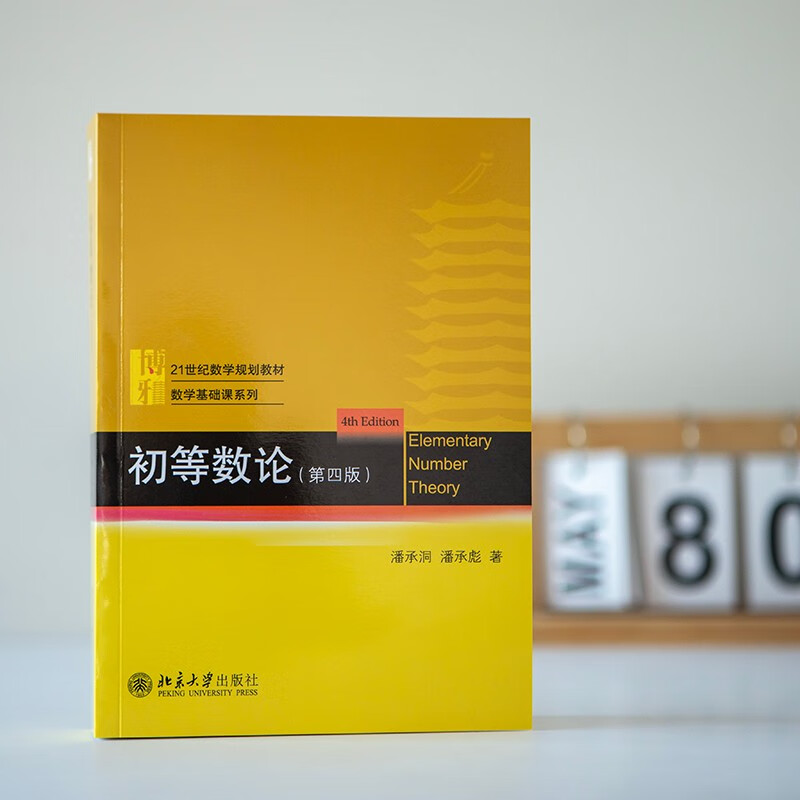 博雅
21世纪数学规划教材
数学基础课系列
4th Edition
初等数论（第四版）
Elementary
Number
Theory
潘承洞 潘承彪 著
北京大学出版社
PEKING UNIVERSITY PRESS
80